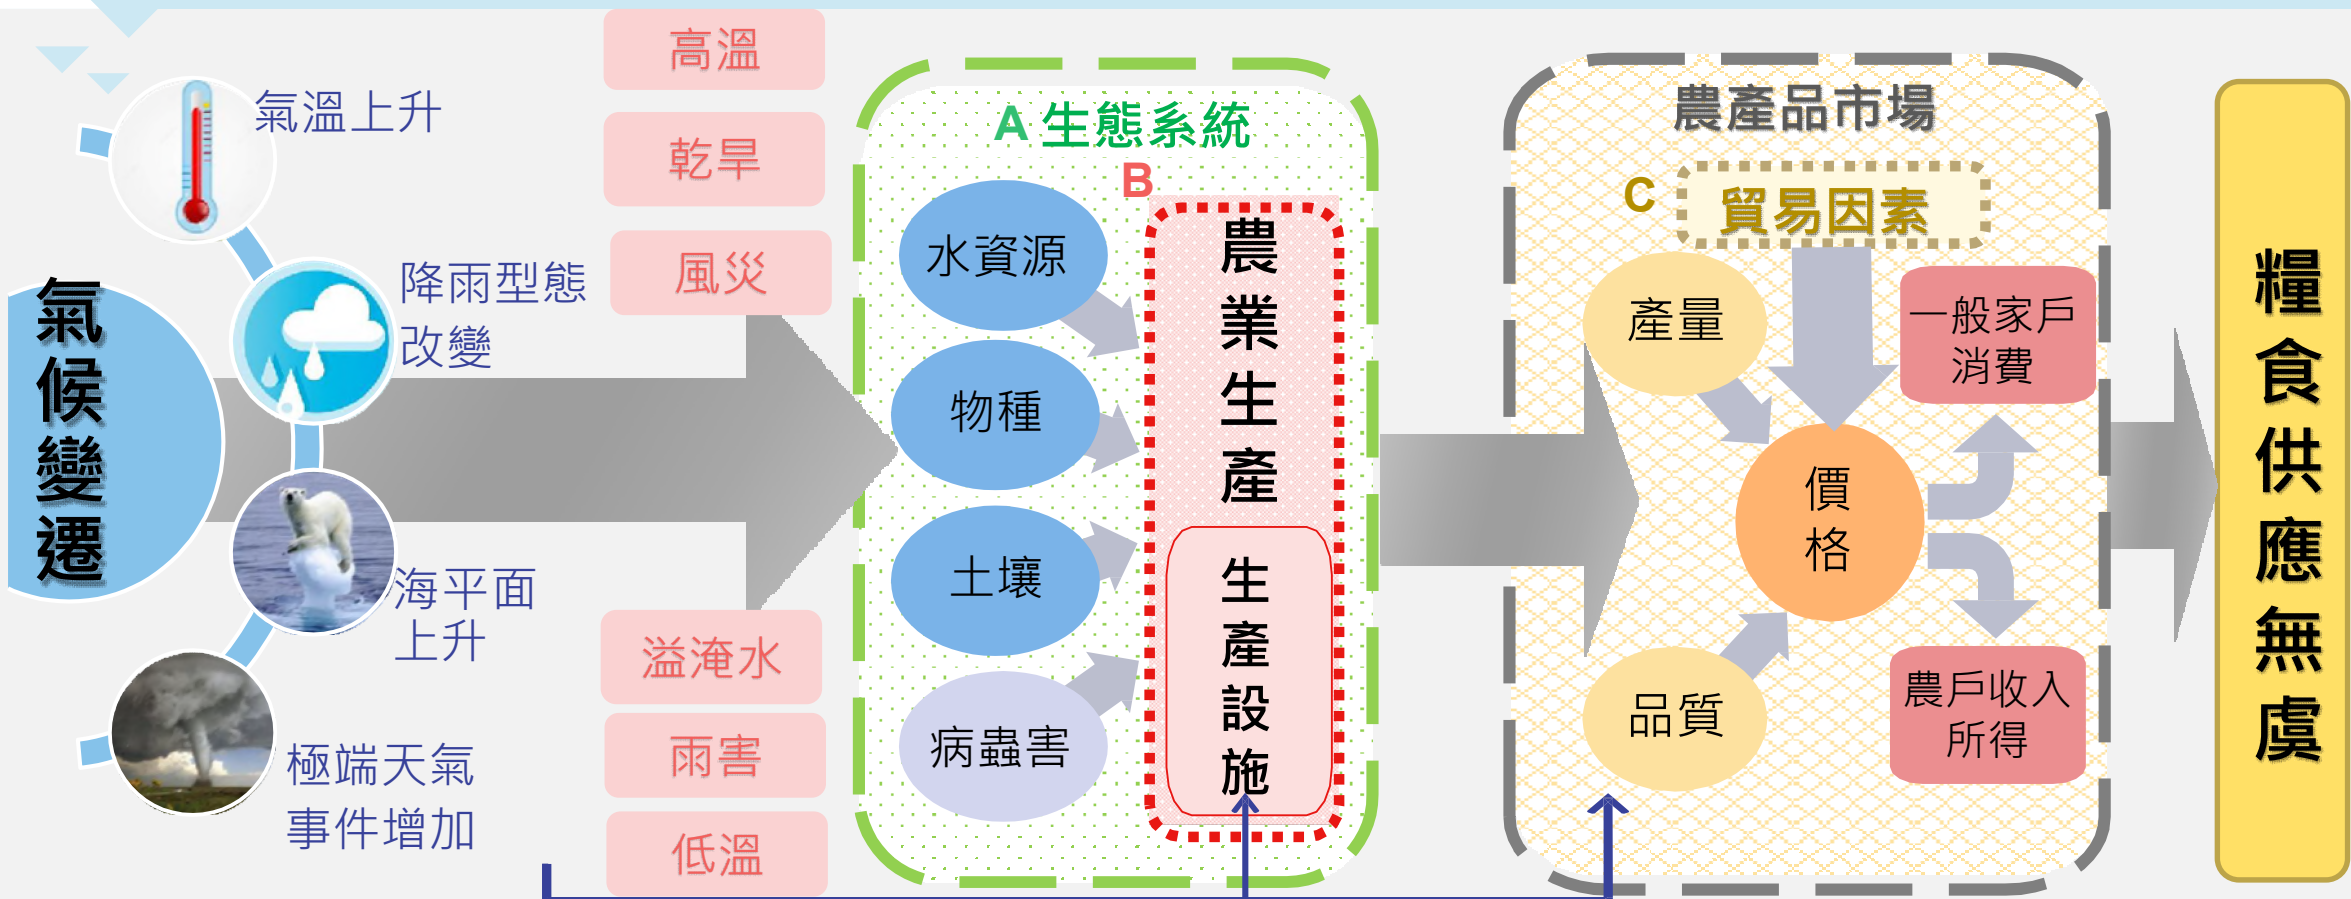 氣候變遷
氣溫上升
降雨型態
改變
海平面
上升
極端天氣
事件增加
高溫
乾旱
風災
溢淹水
雨害
低溫
A 生態系統
水資源
物種
土壤
病蟲害
B
農業生產
生產設施
農產品市場
C
貿易因素
產量
品質
價格
一般家戶
消費
農戶收入
所得
糧食供應無虞